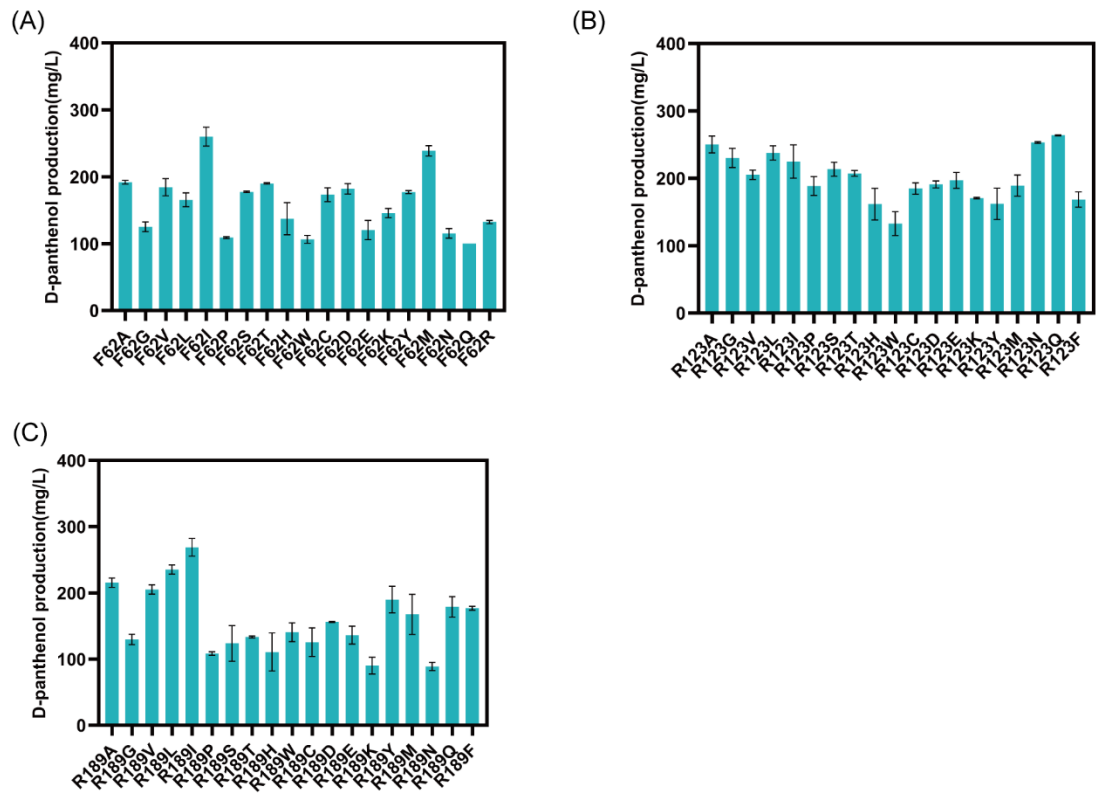 (A)
D-panthenol production(mg/L)
400
300
200
100
0
F62A
F62G
F62V
F62L
F62I
F62P
F62S
F62T
F62H
F62W
F62C
F62D
F62E
F62K
F62Y
F62M
F62N
F62Q
F62R
(B)
D-panthenol production(mg/L)
400
300
200
100
0
R123A
R123G
R123V
R123L
R123I
R123P
R123S
R123T
R123H
R123W
R123C
R123D
R123E
R123K
R123Y
R123M
R123N
R123Q
R123F
(C)
D-panthenol production(mg/L)
400
300
200
100
0
R189A
R189G
R189V
R189L
R189I
R189P
R189S
R189T
R189H
R189W
R189C
R189D
R189E
R189K
R189Y
R189M
R189N
R189Q
R189F